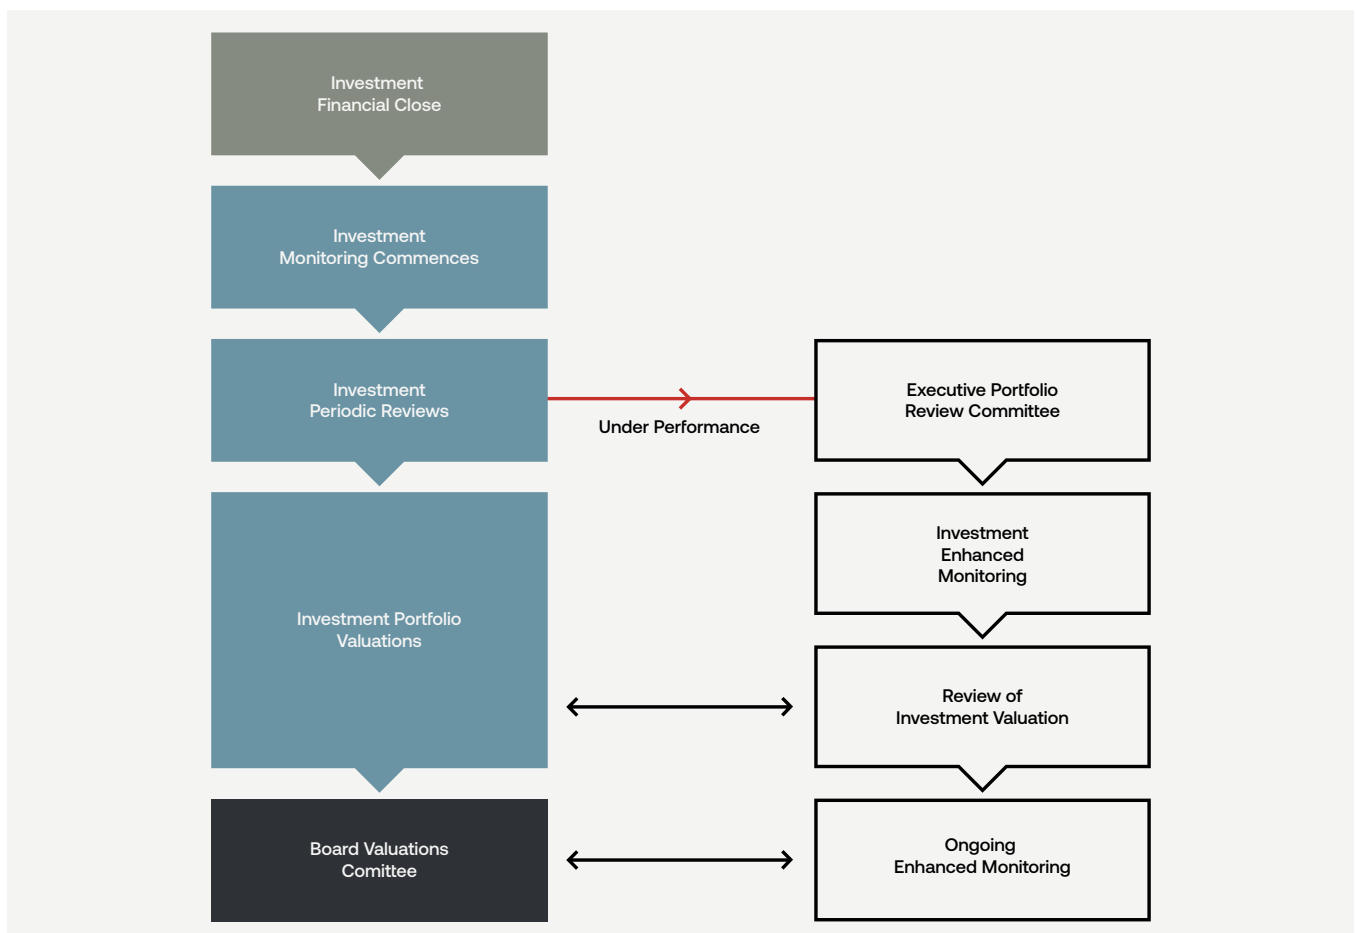 Investment
Financial Close
Investment
Monitoring Commences
Investment
Periodic Reviews
Under Performance
Executive Portfolio
Review Committee
Investment
Enhanced
Monitoring
Investment Portfolio
Valuations
Review of
Investment Valuation
Board Valuations
Comittee
Ongoing
Enhanced Monitoring